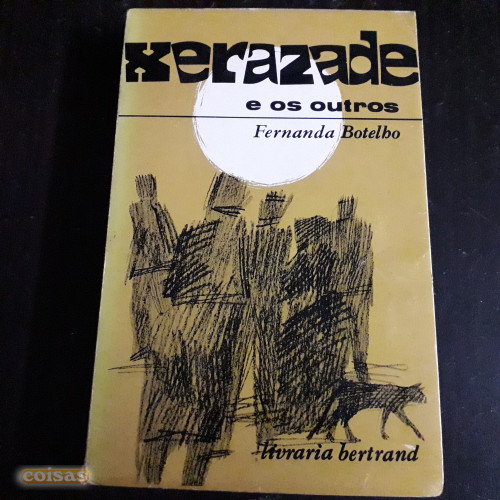 xerazade
e os outros
Fernanda Botelho
livraria bertrand
coisas